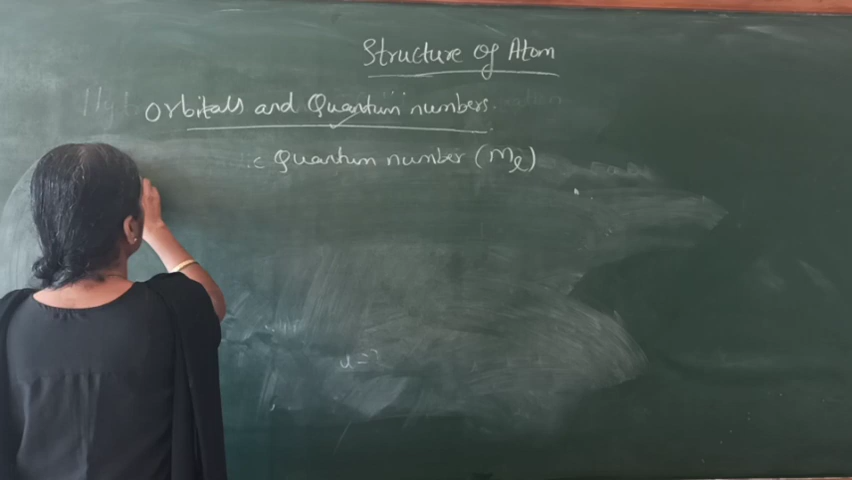 Structure of Atom
Orbitals and Quantum numbers.
Quantum number (ml)